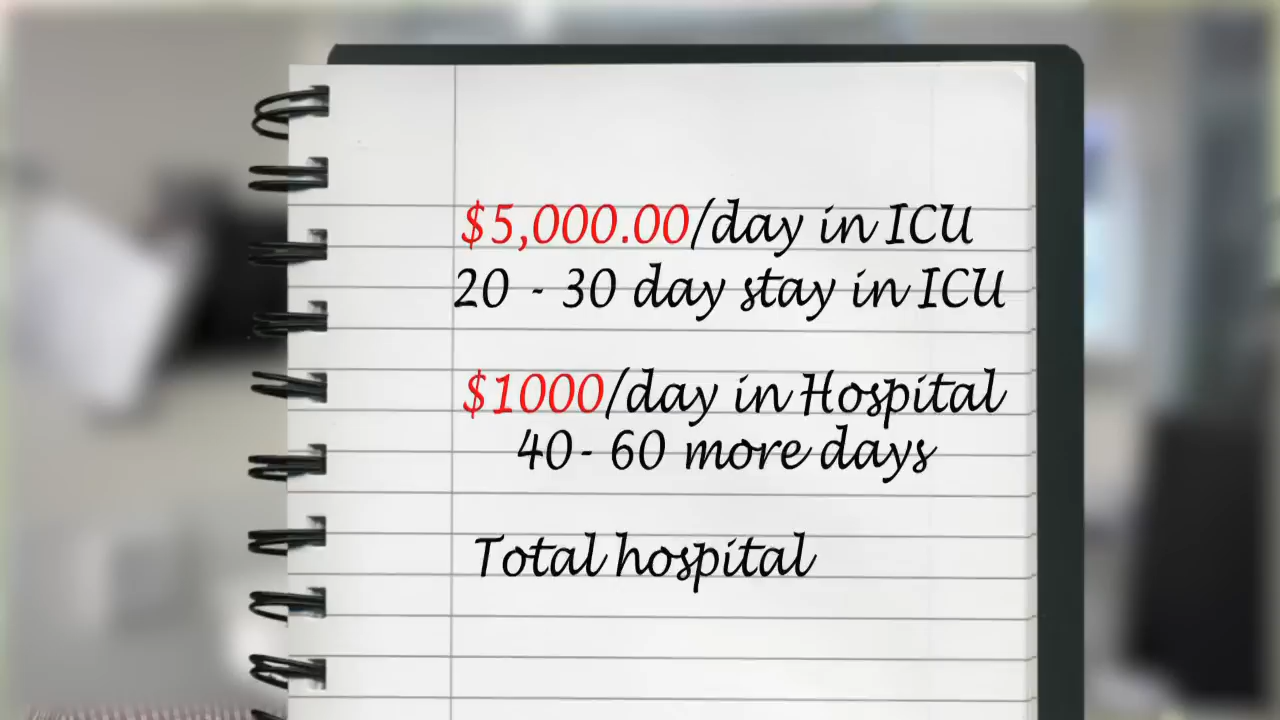 $5,000.00/day in ICU
20 - 30 day stay in ICU
$1000/day in Hospital
40 - 60 more days
Total hospital